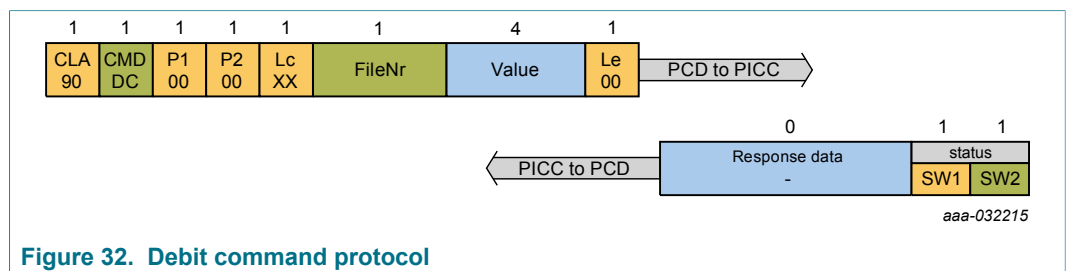 1 1 1 1 1 1 4 1
CLA CMD P1 P2 Lc FileNr Value Le PCD to PICC
90 DC 00 00 XX 00
0 1 1
PICC to PCD Response data status
- SW1 SW2
aaa-032215
Figure 32. Debit command protocol